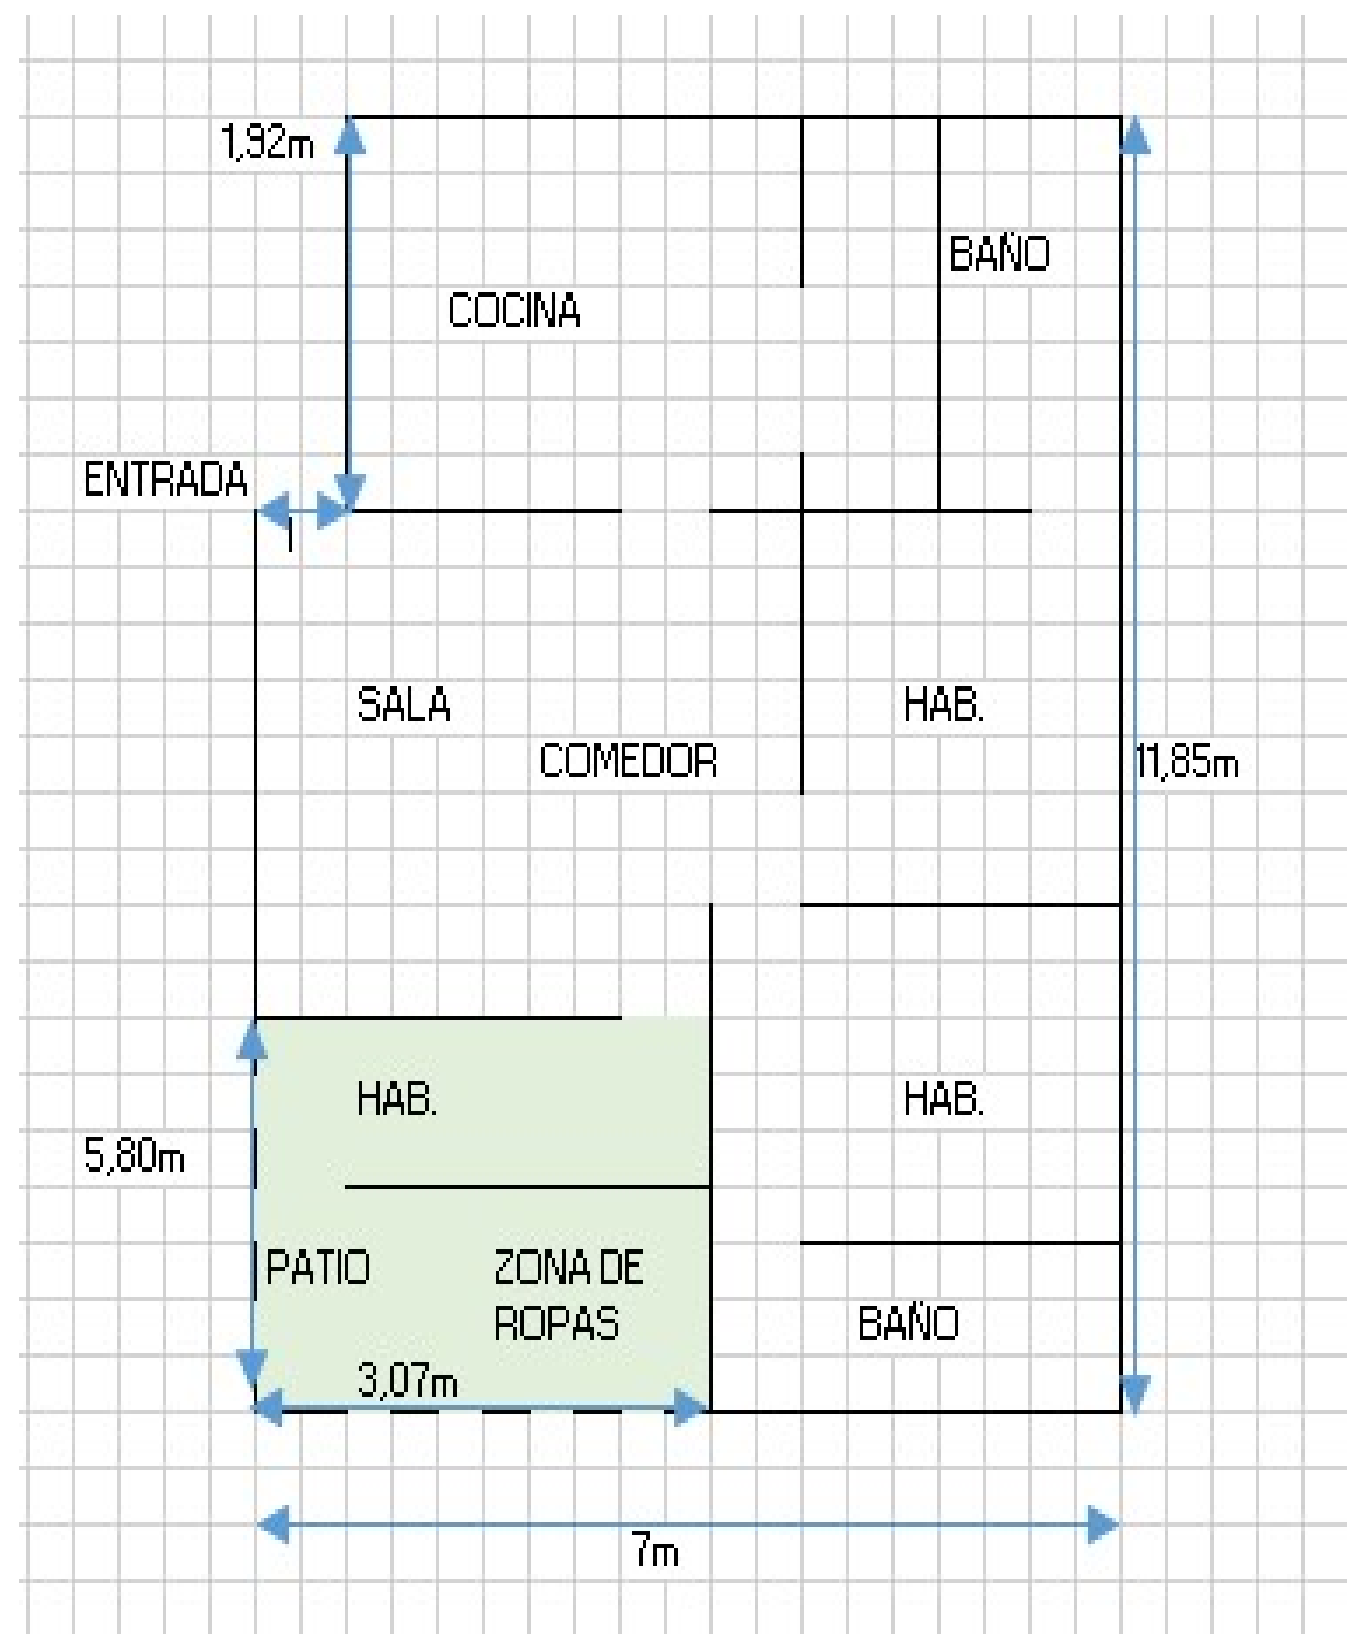 1,92m
BAÑO
COCINA
ENTRADA
SALA
HAB.
COMEDOR
11,85m
HAB.
HAB.
5,80m
PATIO
ZONA DE
ROPAS
BAÑO
3,07m
7m